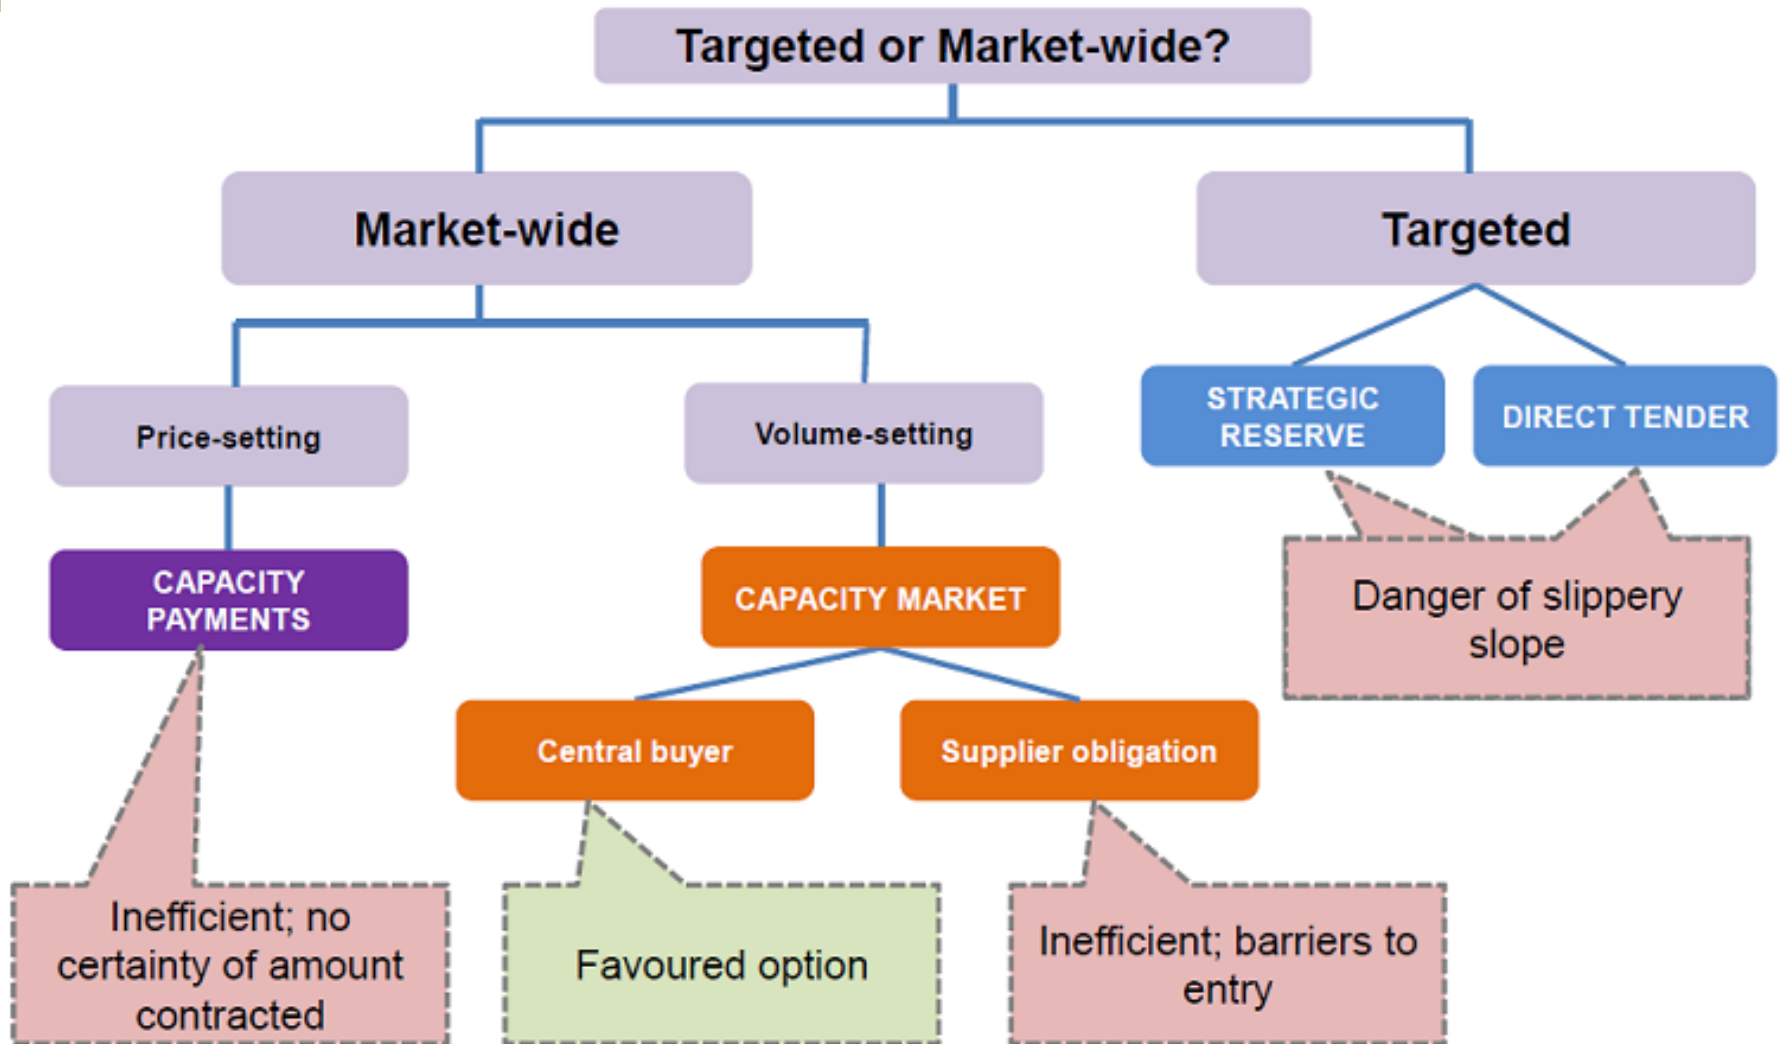 Targeted or Market-wide?
Market-wide
Targeted
Price-setting
Volume-setting
STRATEGIC
RESERVE
DIRECT TENDER
CAPACITY
PAYMENTS
CAPACITY MARKET
Danger of slippery
slope
Central buyer
Supplier obligation
Inefficient; no
certainty of amount
contracted
Favoured option
Inefficient; barriers to
entry